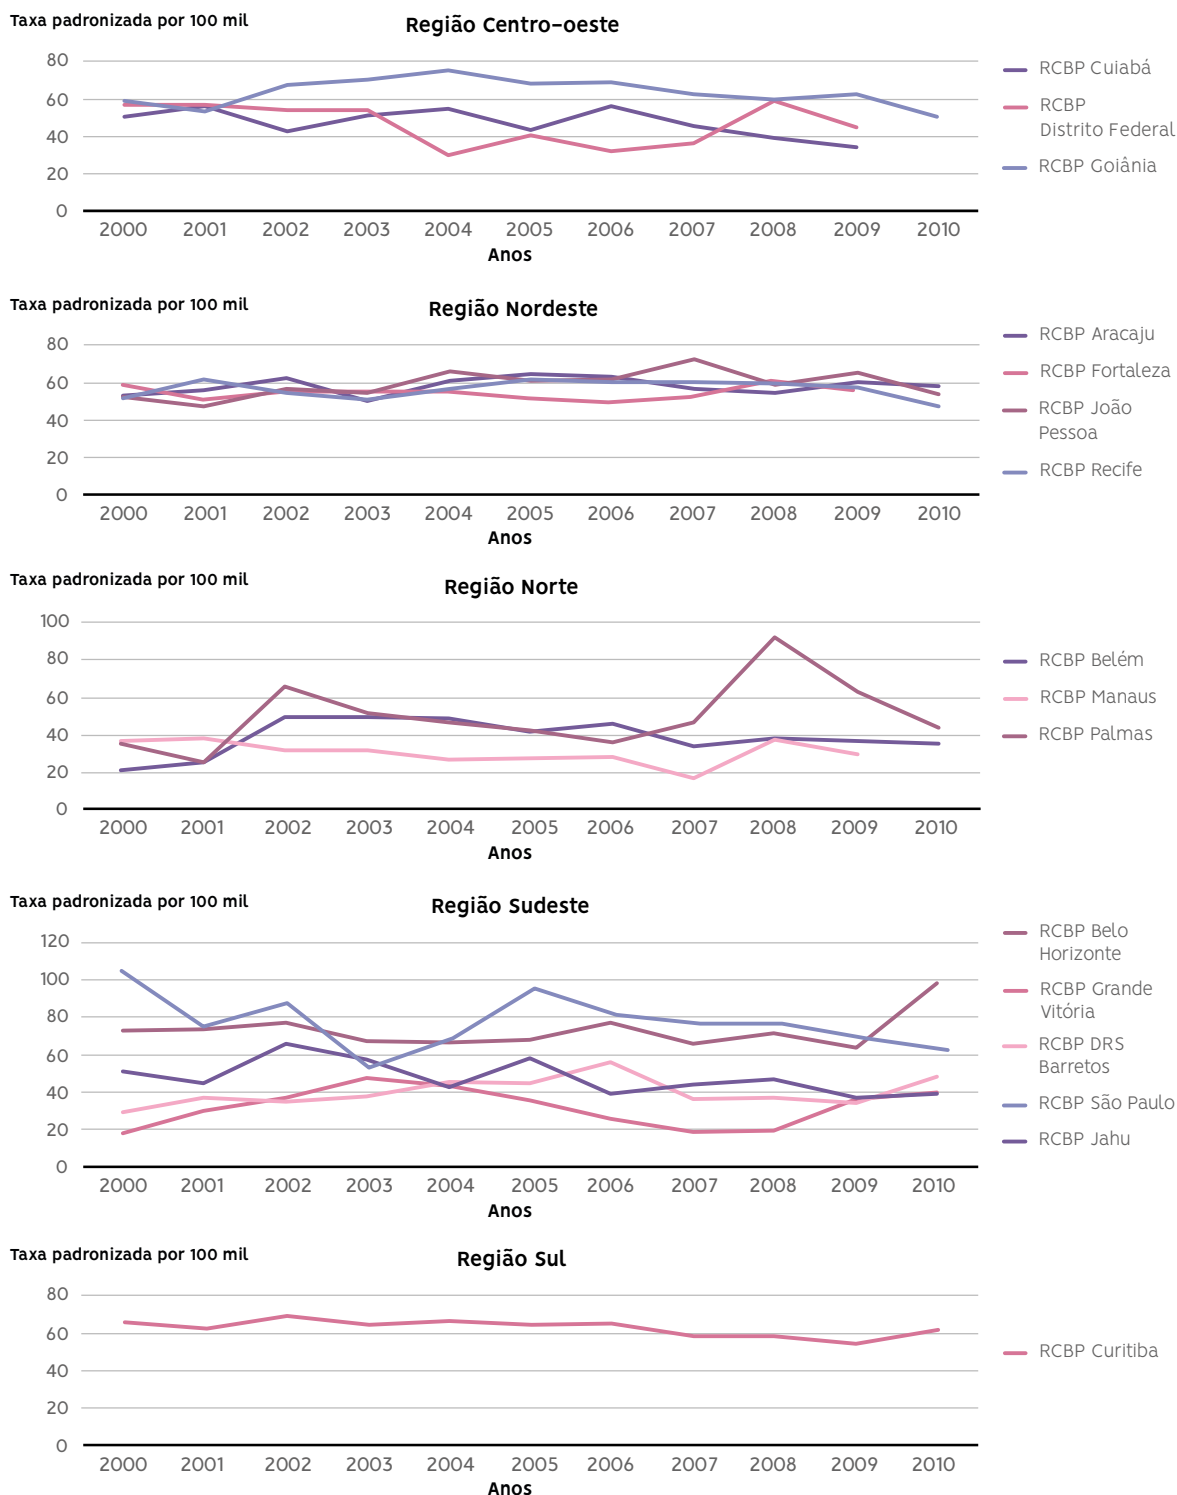 Taxa padronizada por 100 mil
Região Centro-oeste
80
60
40
20
0
2000 2001 2002 2003 2004 2005 2006 2007 2008 2009 2010
Anos
RCBP Cuiabá
RCBP
Distrito Federal
RCBP Goiânia
Taxa padronizada por 100 mil
Região Nordeste
80
60
40
20
0
2000 2001 2002 2003 2004 2005 2006 2007 2008 2009 2010
Anos
RCBP Aracaju
RCBP Fortaleza
RCBP João
Pessoa
RCBP Recife
Taxa padronizada por 100 mil
Região Norte
100
80
60
40
20
0
2000 2001 2002 2003 2004 2005 2006 2007 2008 2009 2010
Anos
RCBP Belém
RCBP Manaus
RCBP Palmas
Taxa padronizada por 100 mil
Região Sudeste
120
100
80
60
40
20
0
2000 2001 2002 2003 2004 2005 2006 2007 2008 2009 2010
Anos
RCBP Belo
Horizonte
RCBP Grande
Vitória
RCBP DRS
Barretos
RCBP São Paulo
RCBP Jahu
Taxa padronizada por 100 mil
Região Sul
80
60
40
20
0
2000 2001 2002 2003 2004 2005 2006 2007 2008 2009 2010
Anos
RCBP Curitiba